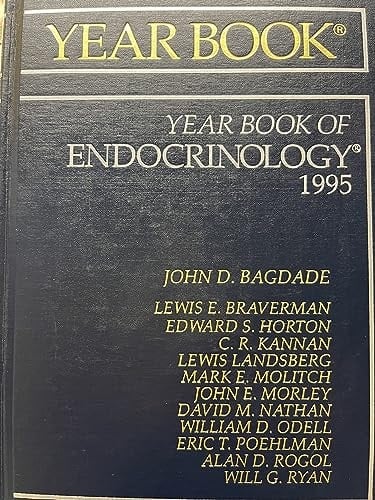 YEAR BOOK®
YEAR BOOK OF
ENDOCRINOLOGY®
1995
JOHN D. BAGDADE
LEWIS E. BRAVERMAN
EDWARD S. HORTON
C. R. KANNAN
LEWIS LANDSBERG
MARK E. MOLITCH
JOHN E. MORLEY
DAVID M. NATHAN
WILLIAM D. ODELL
ERIC T. POEHLMAN
ALAN D. ROGOL
WILL G. RYAN